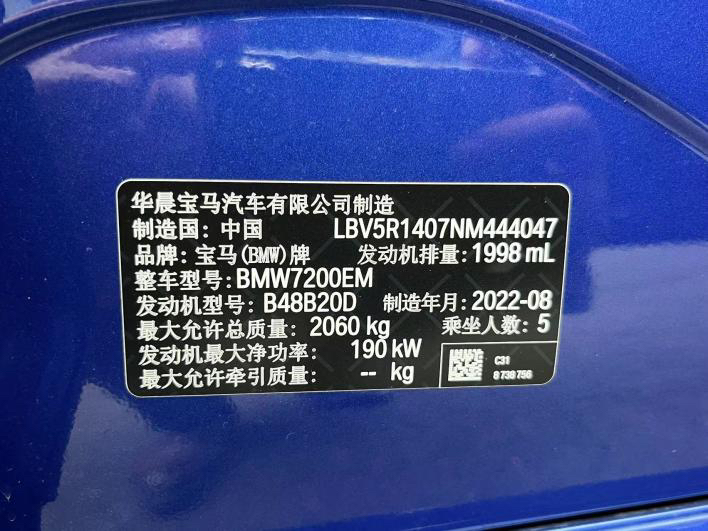 华晨宝马汽车有限公司制造
制造国: 中国 LBV5R1407NM444047
品牌: 宝马(BMW)牌 发动机排量:1998 mL
整车型号:BMW7200EM
发动机型号: B48B20D 制造年月:2022-08
最大允许总质量: 2060 kg 乘坐人数: 5
发动机最大净功率: 190 kW
最大允许牵引质量: -- kg
C31
8 738 756